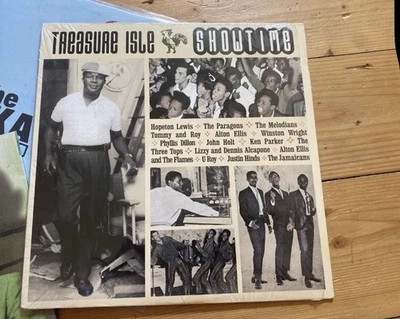 TREASURE ISLE SHOWTIME
Hopeton Lewis The Paragons The Melodians
Tommy and Roy Alton Ellis Winston Wright
Phyllis Dillon John Holt Ken Parker The
Three Tops Lizzy and Dennis Alcapone Alton Ellis
and The Flames U Roy Justin Hinds The Jamaicans
he
KA